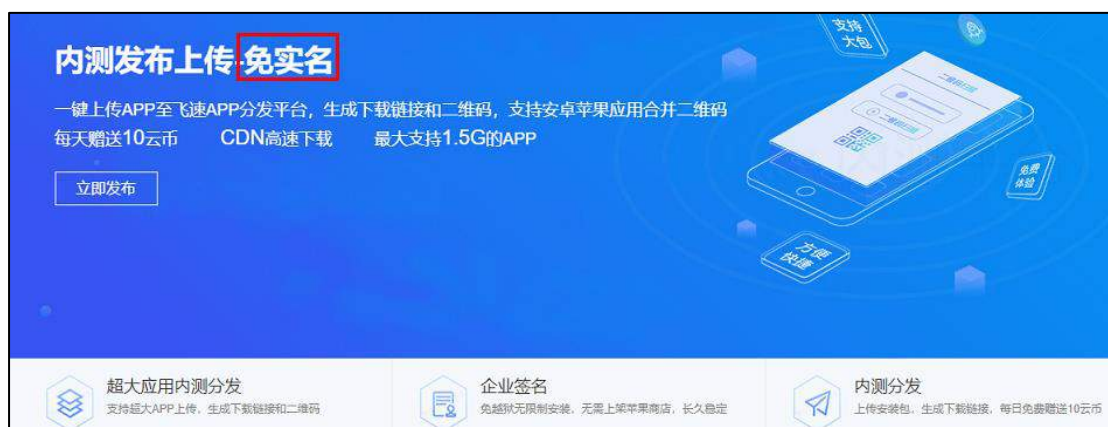 内测发布上传-免实名
一键上传APP至飞速APP分发平台，生成下载链接和二维码，支持安卓苹果应用合并二维码
每天赠送10云币 CDN高速下载 最大支持1.5G的APP
立即发布
支持
大包
二维码扫描
免费
体验
方便
快捷
超大应用内测分发
支持超大APP上传，生成下载链接和二维码
企业签名
免越狱无限制安装，无需上架苹果商店，长久稳定
内测分发
上传安装包，生成下载链接，每日免费赠送10云币